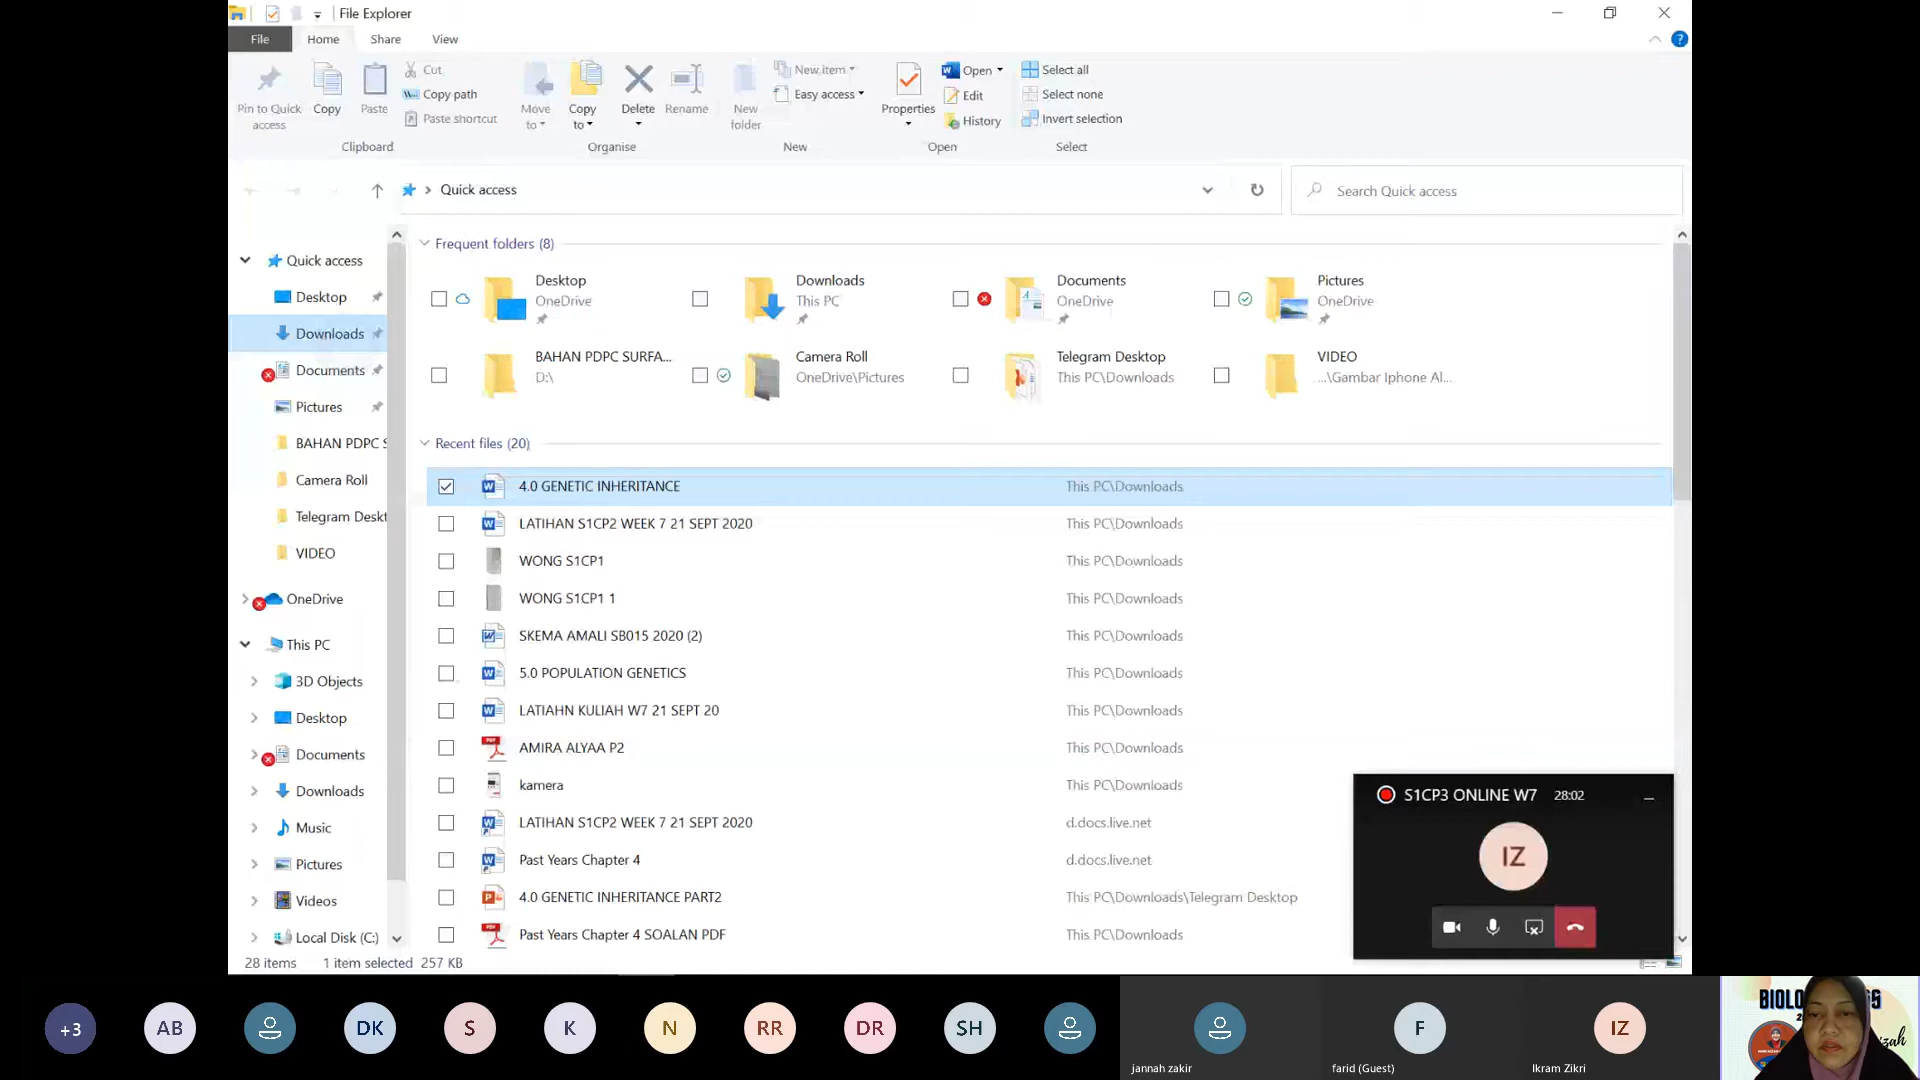 File Explorer
File
Home
Share
View
Pin to Quick access
Copy
Paste
Cut
Copy path
Paste shortcut
Clipboard
Move to
Copy to
Delete
Rename
Organise
New folder
New item
Easy access
New
Properties
Open
Edit
History
Open
Select all
Select none
Invert selection
Select
Quick access
Search Quick access
Quick access
Desktop
Downloads
Documents
Pictures
BAHAN PDPC S
Camera Roll
Telegram Deskt
VIDEO
OneDrive
This PC
3D Objects
Desktop
Documents
Downloads
Music
Pictures
Videos
Local Disk (C:)
Frequent folders (8)
Desktop
OneDrive
Downloads
This PC
Documents
OneDrive
Pictures
OneDrive
BAHAN PDPC SURFA...
D:\
Camera Roll
OneDrive\Pictures
Telegram Desktop
This PC\Downloads
VIDEO
...\Gambar Iphone Al...
Recent files (20)
4.0 GENETIC INHERITANCE This PC\Downloads
LATIHAN S1CP2 WEEK 7 21 SEPT 2020 This PC\Downloads
WONG S1CP1 This PC\Downloads
WONG S1CP1 1 This PC\Downloads
SKEMA AMALI SB015 2020 (2) This PC\Downloads
5.0 POPULATION GENETICS This PC\Downloads
LATIAHN KULIAH W7 21 SEPT 20 This PC\Downloads
AMIRA ALYAA P2 This PC\Downloads
kamera This PC\Downloads
LATIHAN S1CP2 WEEK 7 21 SEPT 2020 d.docs.live.net
Past Years Chapter 4 d.docs.live.net
4.0 GENETIC INHERITANCE PART2 This PC\Downloads\Telegram Desktop
Past Years Chapter 4 SOALAN PDF This PC\Downloads
S1CP3 ONLINE W7 28:02
IZ
28 items 1 item selected 257 KB
+3
AB
DK
S
K
N
RR
DR
SH
F
IZ
jannah zakir
farid (Guest)
Ikram Zikri